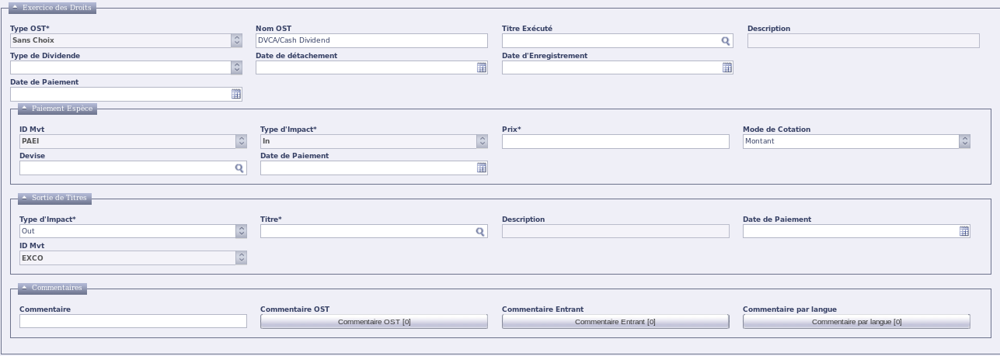 Exercice des Droits
Type OST* Nom OST Titre Exécuté Description
Sans Choix DVCA/Cash Dividend
Type de Dividende Date de détachement Date d'Enregistrement
Date de Paiement
Paiement Espèce
ID Mvt Type d'Impact* Prix* Mode de Cotation
PAEI In Montant
Devise Date de Paiement
Sortie de Titres
Type d'Impact* Titre* Description Date de Paiement
Out
ID Mvt
EXCO
Commentaires
Commentaire Commentaire OST Commentaire Entrant Commentaire par langue
Commentaire OST [0] Commentaire Entrant [0] Commentaire par langue [0]